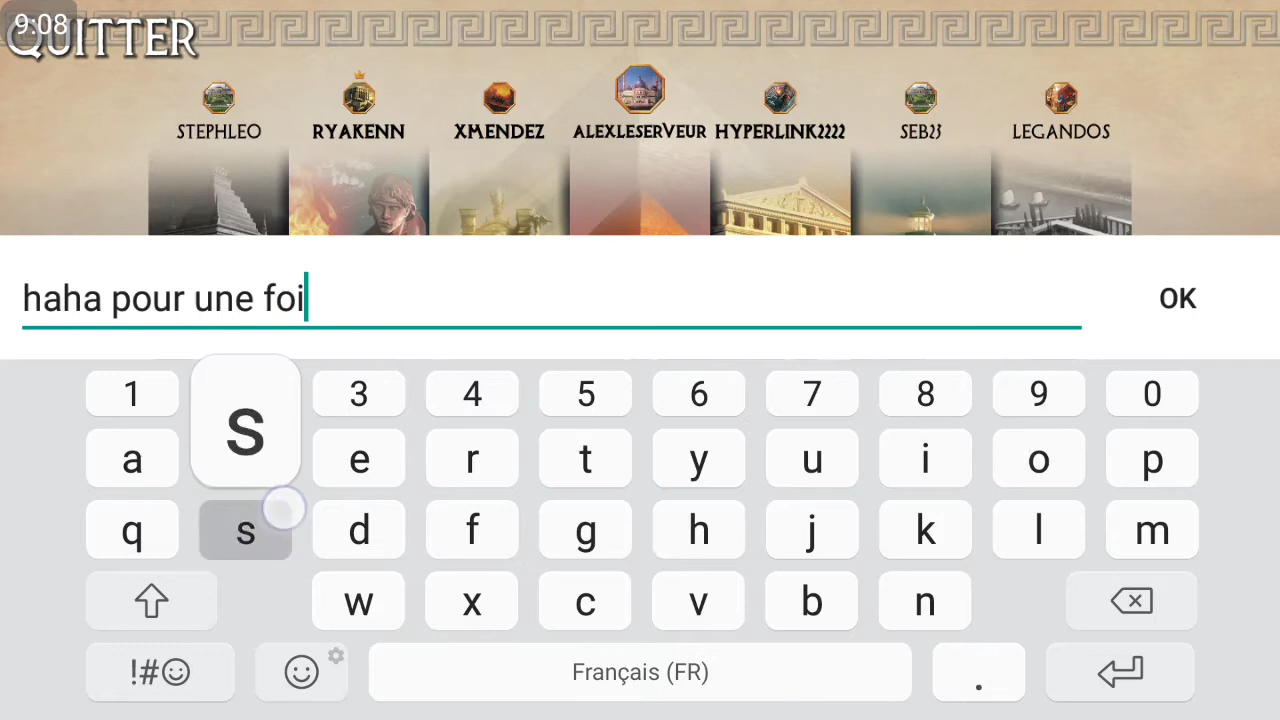 9:08
QUITTER
STEPHLEO RYAKENN XMENDEZ ALEXLESERVEUR HYPERLINK2222 SEB23 LEGANDOS
haha pour une foi
OK
1 3 4 5 6 7 8 9 0
s
a e r t y u i o p
q s d f g h j k l m
w x c v b n
!#☺ Français (FR) .